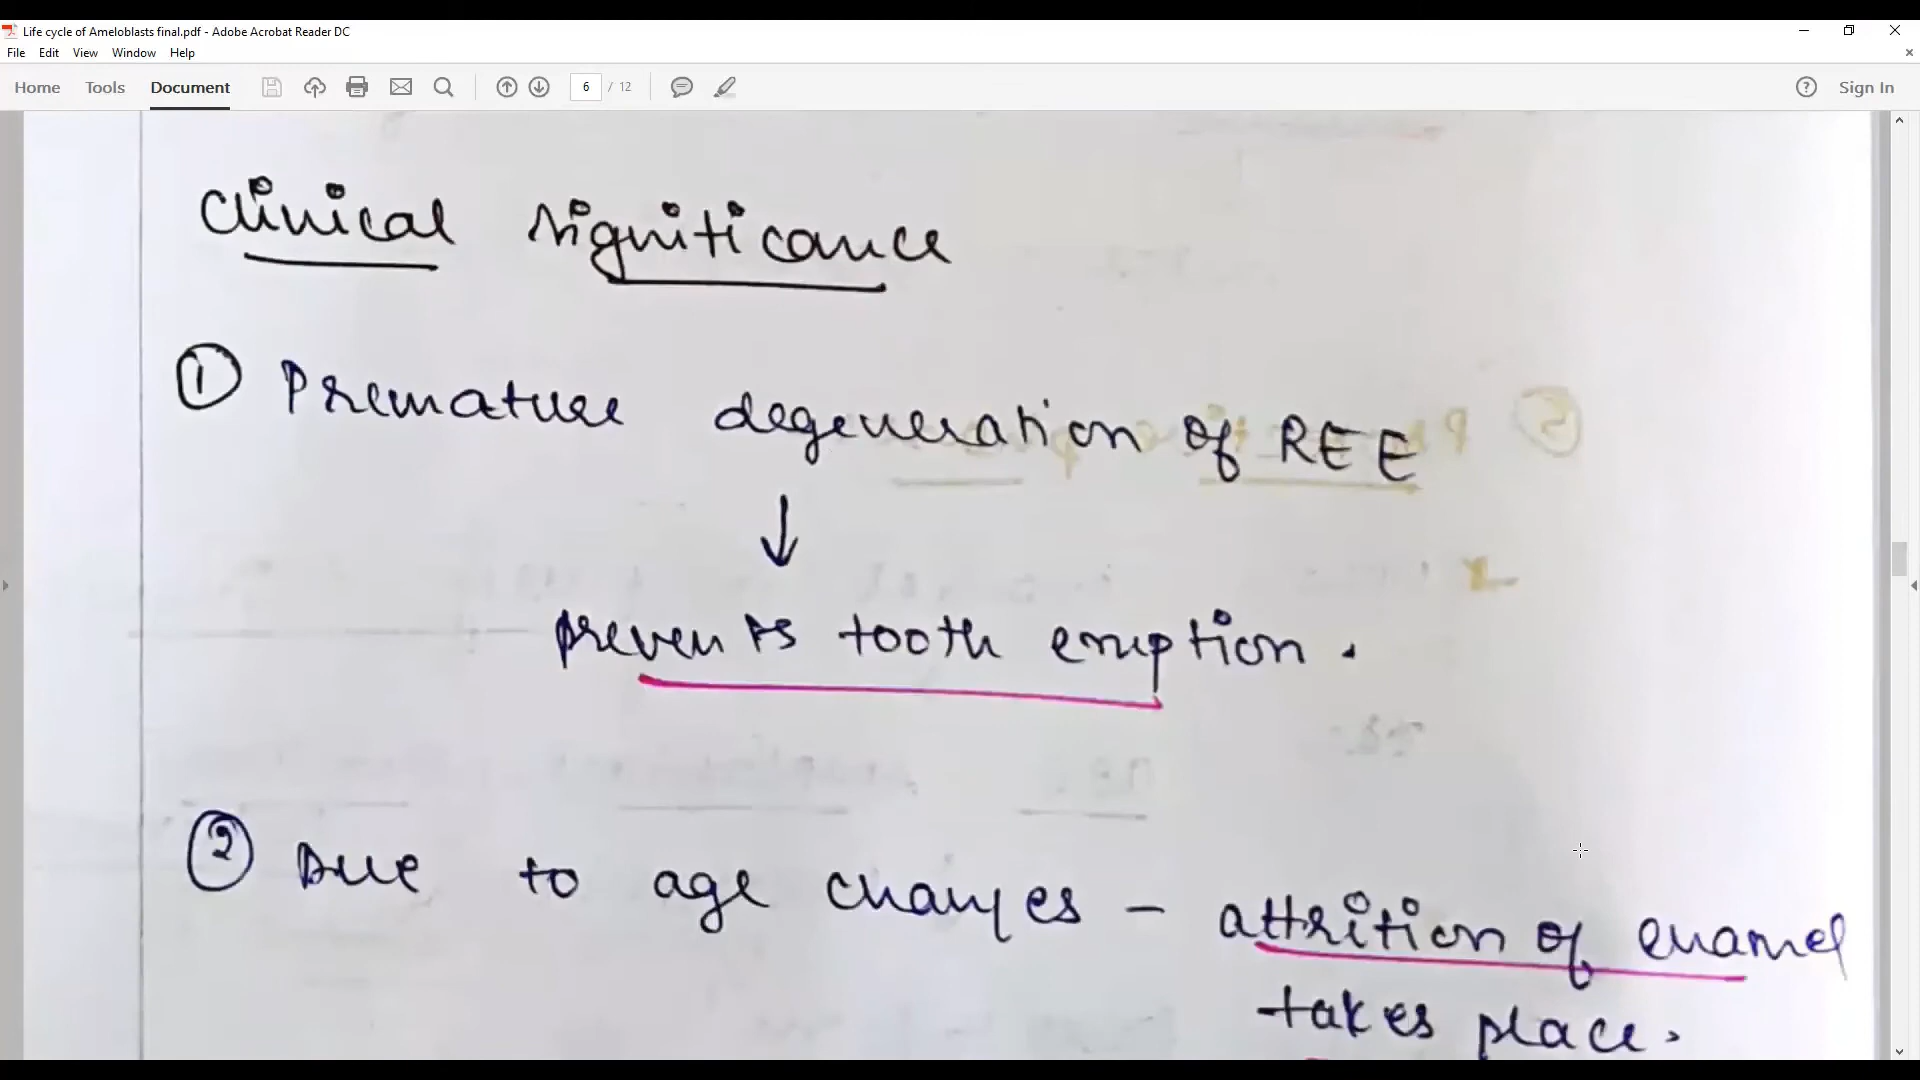 Life cycle of Ameloblasts final.pdf - Adobe Acrobat Reader DC
File Edit View Window Help
Home Tools Document 6 / 12 Sign In
Clinical significance
① Premature degeneration of REE
↓
prevents tooth eruption.
② Due to age changes - attrition of enamel
takes place.